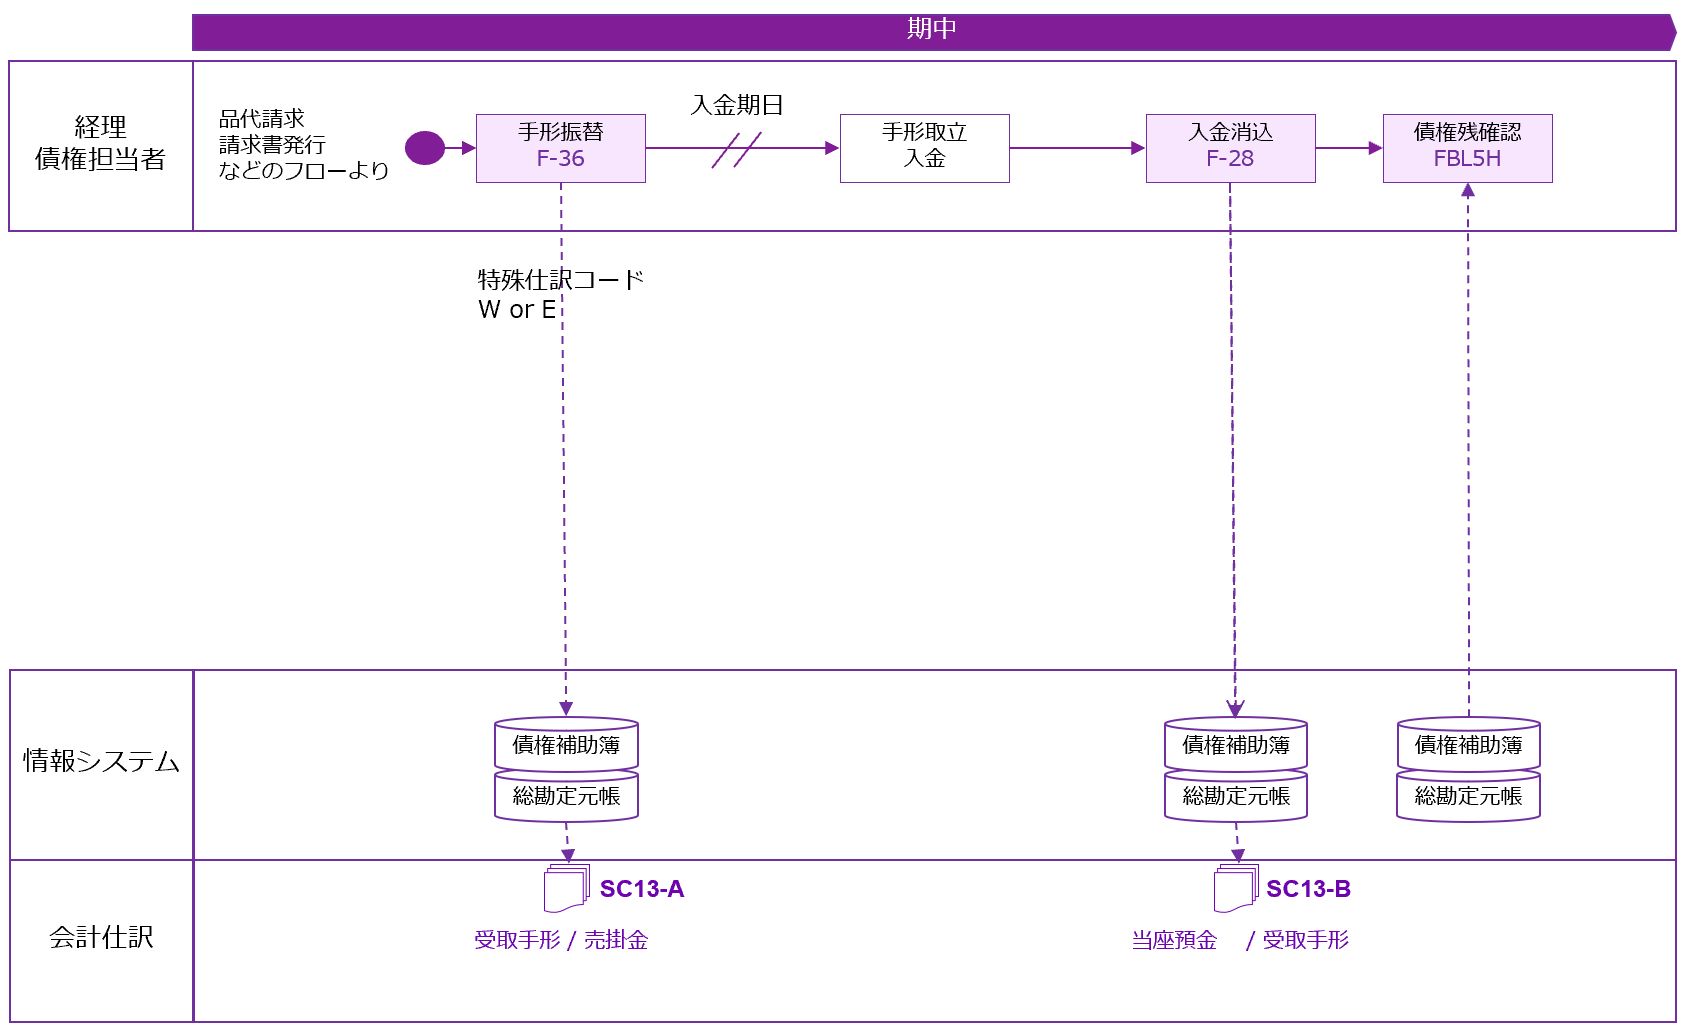 期中
経理
債権担当者
品代請求
請求書発行
などのフローより
手形振替
F-36
入金期日
手形取立
入金
入金消込
F-28
債権残確認
FBL5H
特殊仕訳コード
W or E
情報システム
債権補助簿
総勘定元帳
債権補助簿
総勘定元帳
債権補助簿
総勘定元帳
会計仕訳
SC13-A
受取手形 / 売掛金
SC13-B
当座預金 / 受取手形